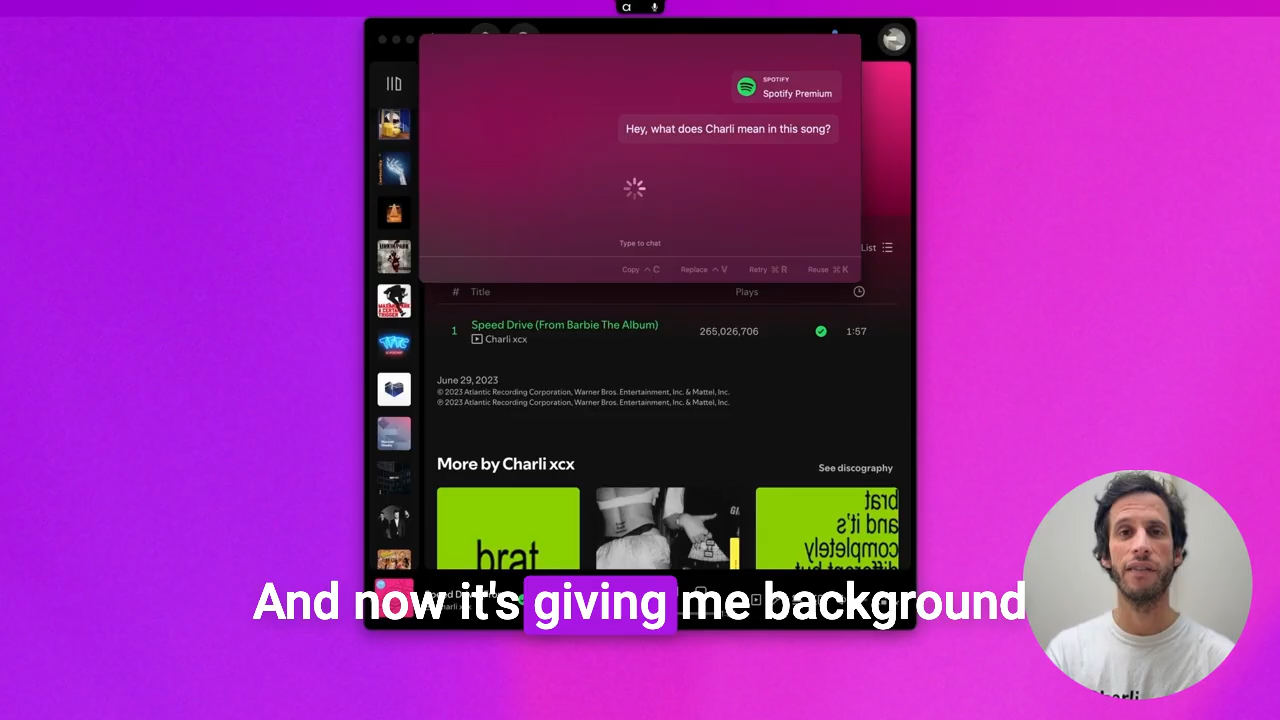 SPOTIFY
Spotify Premium
Hey, what does Charli mean in this song?
Type to chat
Copy ^ C Replace ^ V Retry ⌘ R Reuse ⌘ K
List
# Title Plays
1 Speed Drive (From Barbie The Album) 265,026,706 1:57
Charli xcx
June 29, 2023
© 2023 Atlantic Recording Corporation, Warner Bros. Entertainment, Inc. & Mattel, Inc.
℗ 2023 Atlantic Recording Corporation, Warner Bros. Entertainment, Inc. & Mattel, Inc.
More by Charli xcx
See discography
brat
brat
and it's
completely
different but
And now it's giving me background